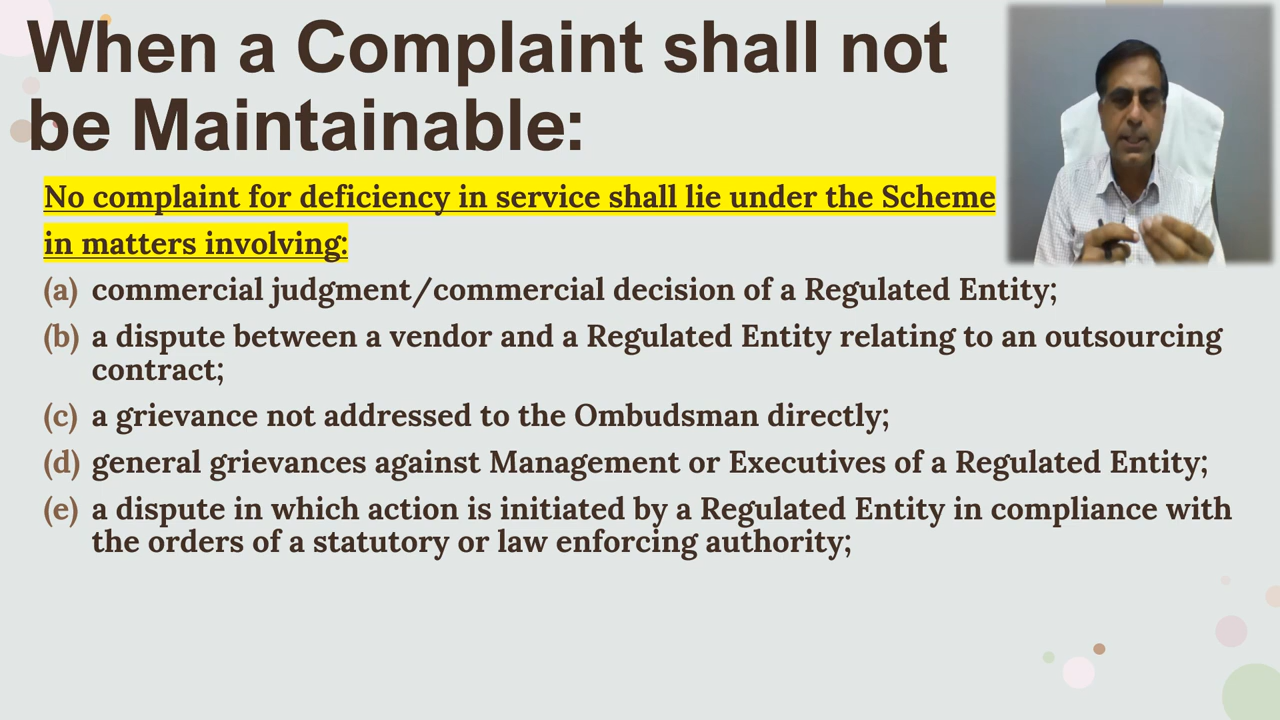 When a Complaint shall not
be Maintainable:
No complaint for deficiency in service shall lie under the Scheme
in matters involving:
(a) commercial judgment/commercial decision of a Regulated Entity;
(b) a dispute between a vendor and a Regulated Entity relating to an outsourcing
contract;
(c) a grievance not addressed to the Ombudsman directly;
(d) general grievances against Management or Executives of a Regulated Entity;
(e) a dispute in which action is initiated by a Regulated Entity in compliance with
the orders of a statutory or law enforcing authority;